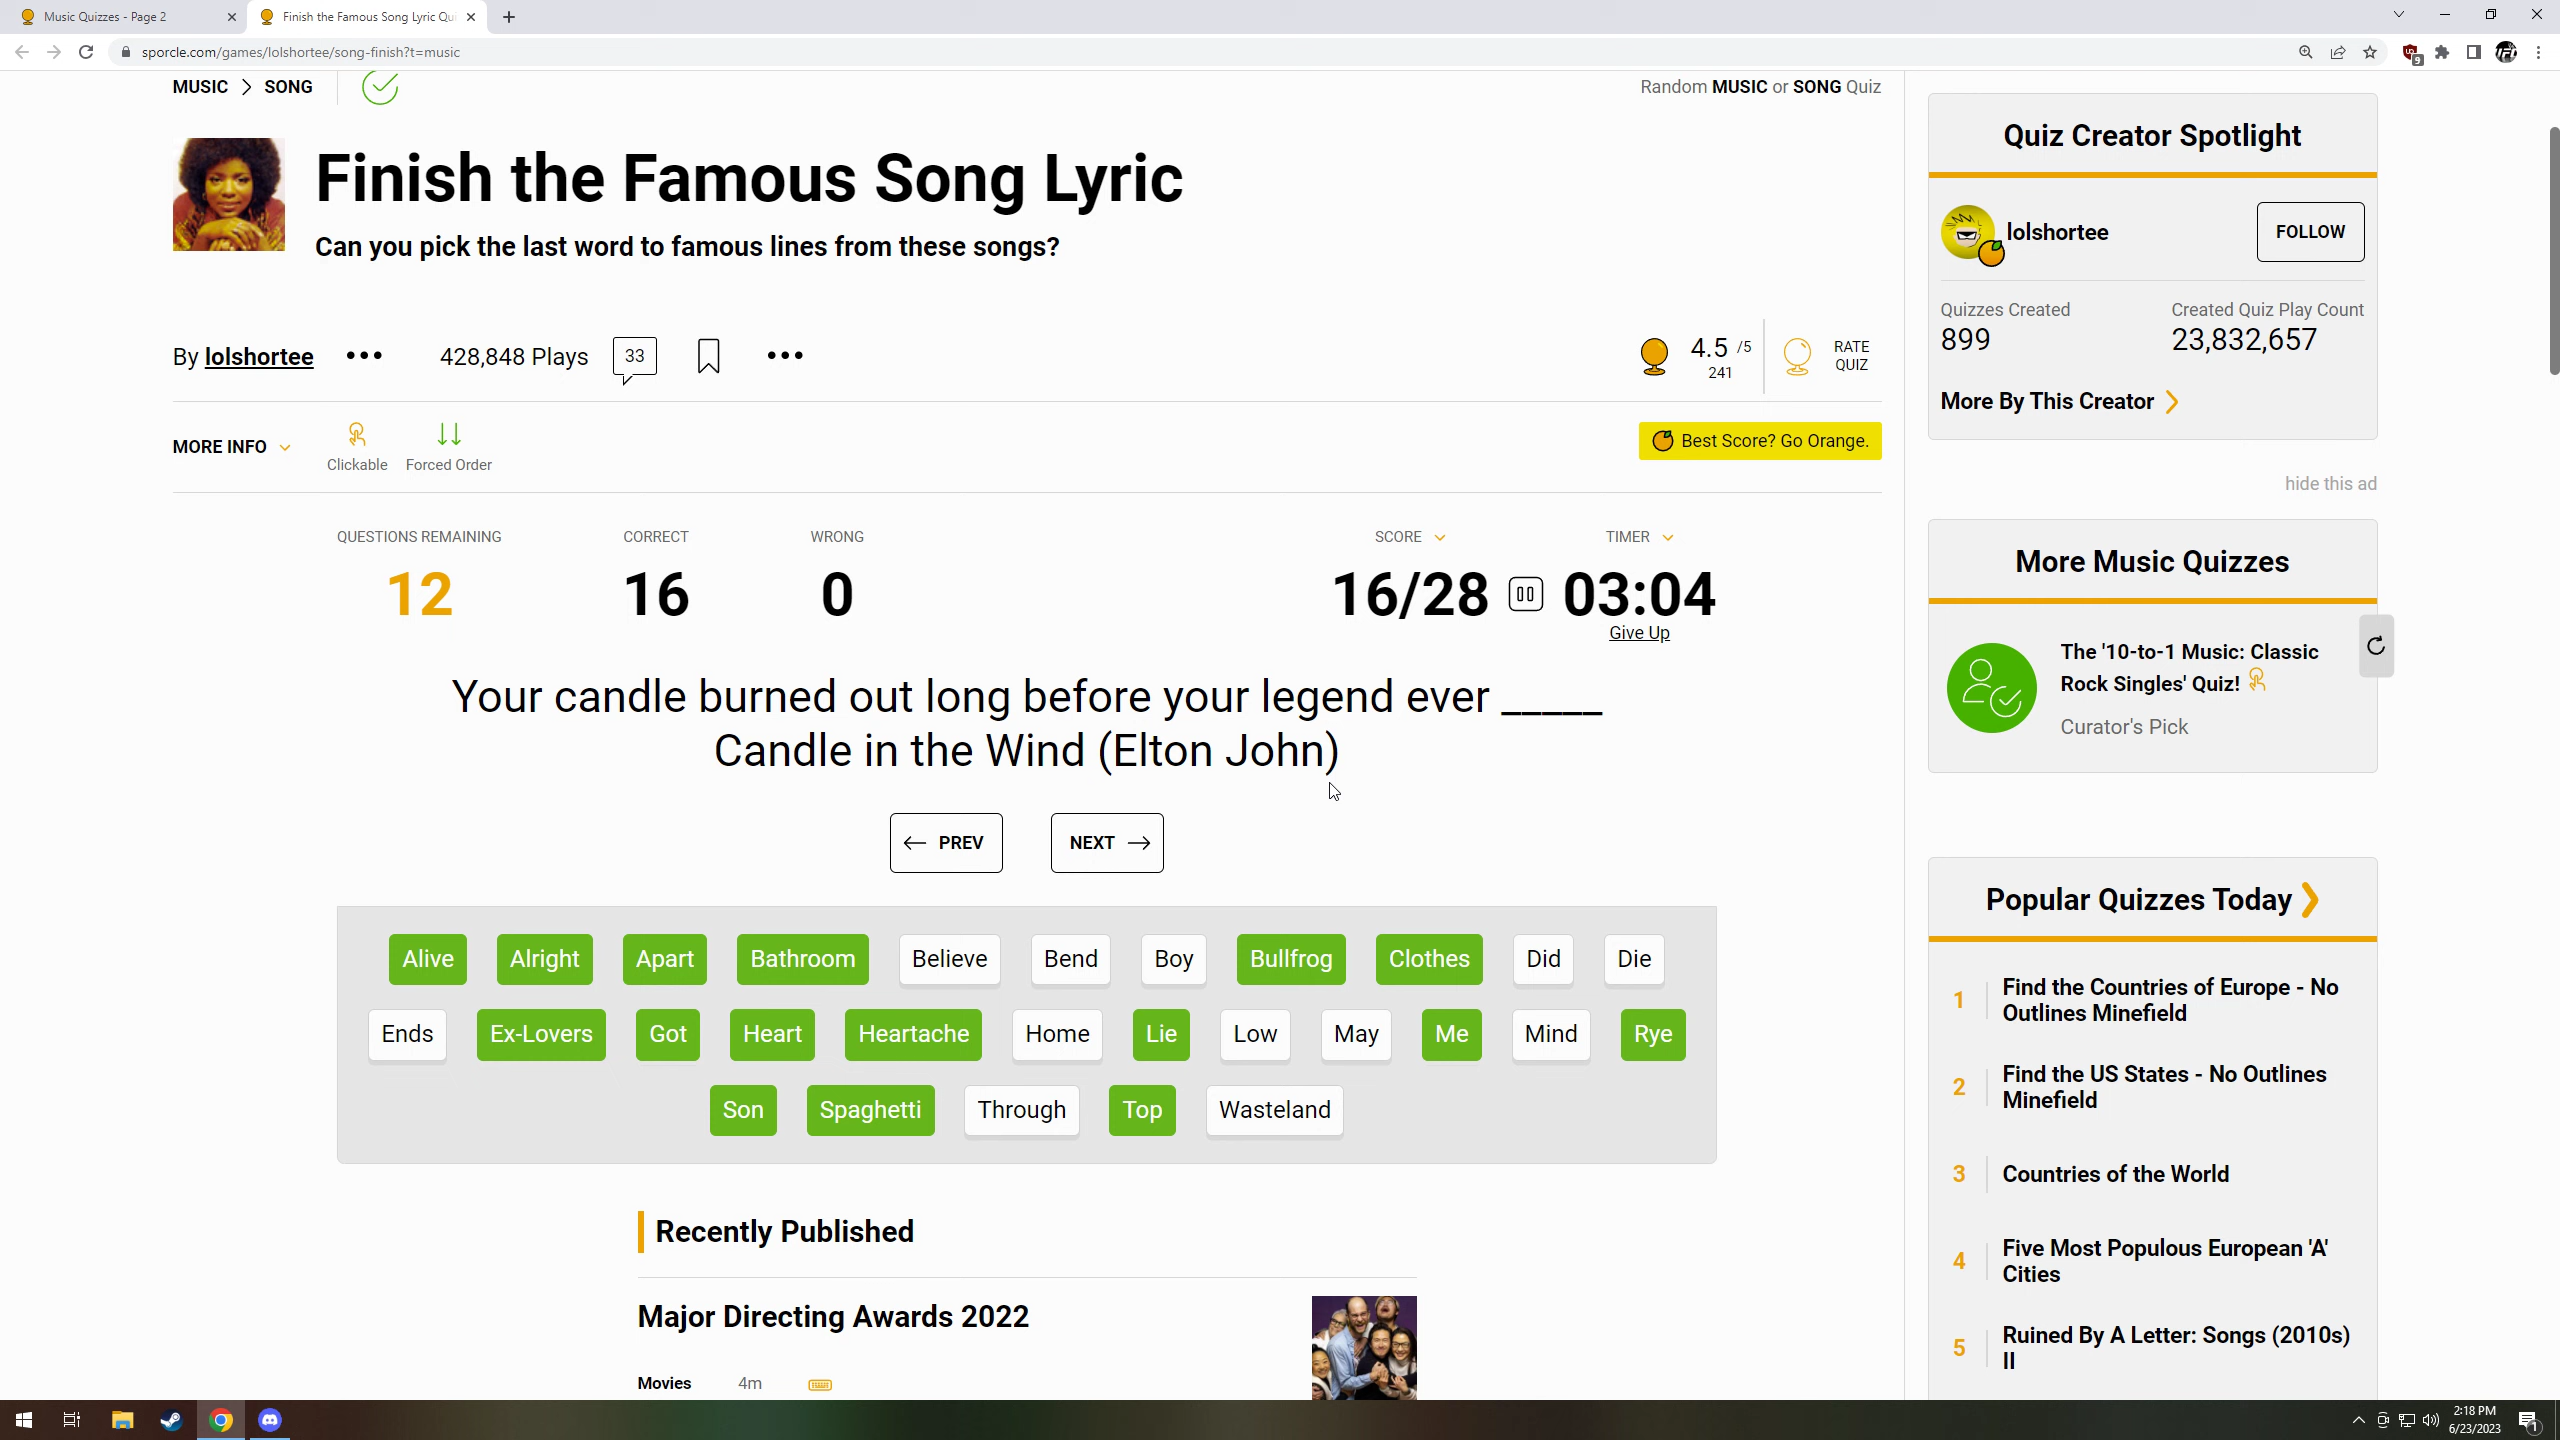 Music Quizzes - Page 2
Finish the Famous Song Lyric Qui
sporcle.com/games/lolshortee/song-finish?t=music
9
MUSIC > SONG
Random MUSIC or SONG Quiz
Finish the Famous Song Lyric
Can you pick the last word to famous lines from these songs?
By lolshortee ••• 428,848 Plays 33 •••
4.5 /5
241
RATE
QUIZ
MORE INFO
Clickable
Forced Order
Best Score? Go Orange.
QUESTIONS REMAINING
12
CORRECT
16
WRONG
0
SCORE
16/28
TIMER
03:04
Give Up
Your candle burned out long before your legend ever _____
Candle in the Wind (Elton John)
PREV
NEXT
Alive Alright Apart Bathroom Believe Bend Boy Bullfrog Clothes Did Die
Ends Ex-Lovers Got Heart Heartache Home Lie Low May Me Mind Rye
Son Spaghetti Through Top Wasteland
Recently Published
Major Directing Awards 2022
Movies 4m
Quiz Creator Spotlight
lolshortee
FOLLOW
Quizzes Created
899
Created Quiz Play Count
23,832,657
More By This Creator
hide this ad
More Music Quizzes
The '10-to-1 Music: Classic
Rock Singles' Quiz!
Curator's Pick
Popular Quizzes Today
1 Find the Countries of Europe - No
Outlines Minefield
2 Find the US States - No Outlines
Minefield
3 Countries of the World
4 Five Most Populous European 'A'
Cities
5 Ruined By A Letter: Songs (2010s)
II
2:18 PM
6/23/2023
1